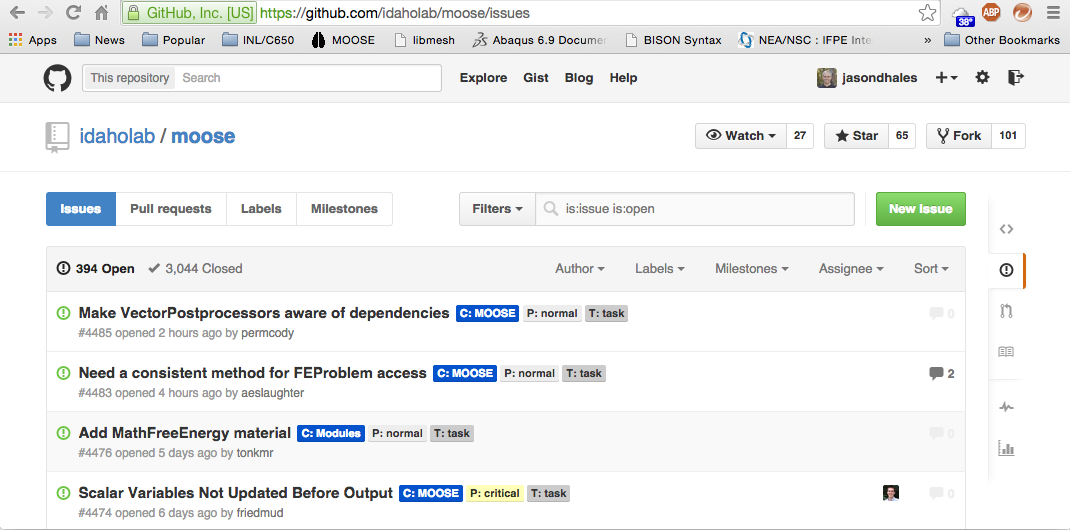 GitHub, Inc. [US] https://github.com/idaholab/moose/issues
38°
ABP
Apps News Popular INL/C650 MOOSE libmesh Abaqus 6.9 Documen BISON Syntax NEA/NSC : IFPE Inte » Other Bookmarks
This repository Search Explore Gist Blog Help jasondhales
idaholab / moose Watch 27 Star 65 Fork 101
Issues Pull requests Labels Milestones Filters is:issue is:open New issue
394 Open 3,044 Closed Author Labels Milestones Assignee Sort
Make VectorPostprocessors aware of dependencies C: MOOSE P: normal T: task 0
#4485 opened 2 hours ago by permcody
Need a consistent method for FEProblem access C: MOOSE P: normal T: task 2
#4483 opened 4 hours ago by aeslaughter
Add MathFreeEnergy material C: Modules P: normal T: task 0
#4476 opened 5 days ago by tonkmr
Scalar Variables Not Updated Before Output C: MOOSE P: critical T: task 0
#4474 opened 6 days ago by friedmud